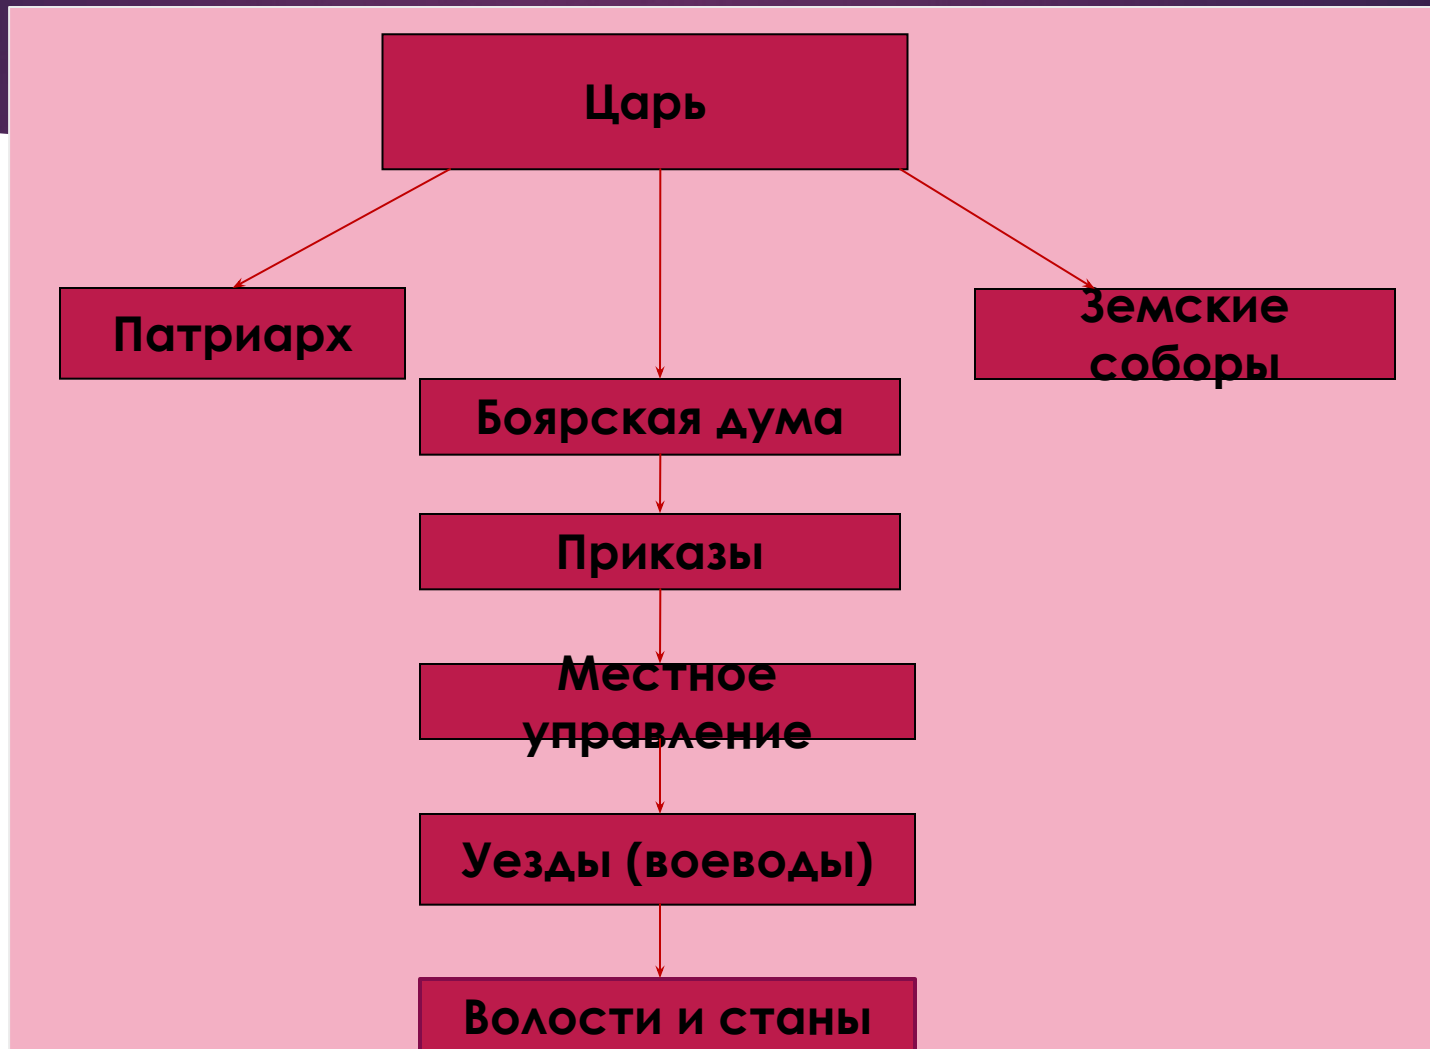 Царь
Патриарх
Земские
соборы
Боярская дума
Приказы
Местное
управление
Уезды (воеводы)
Волости и станы